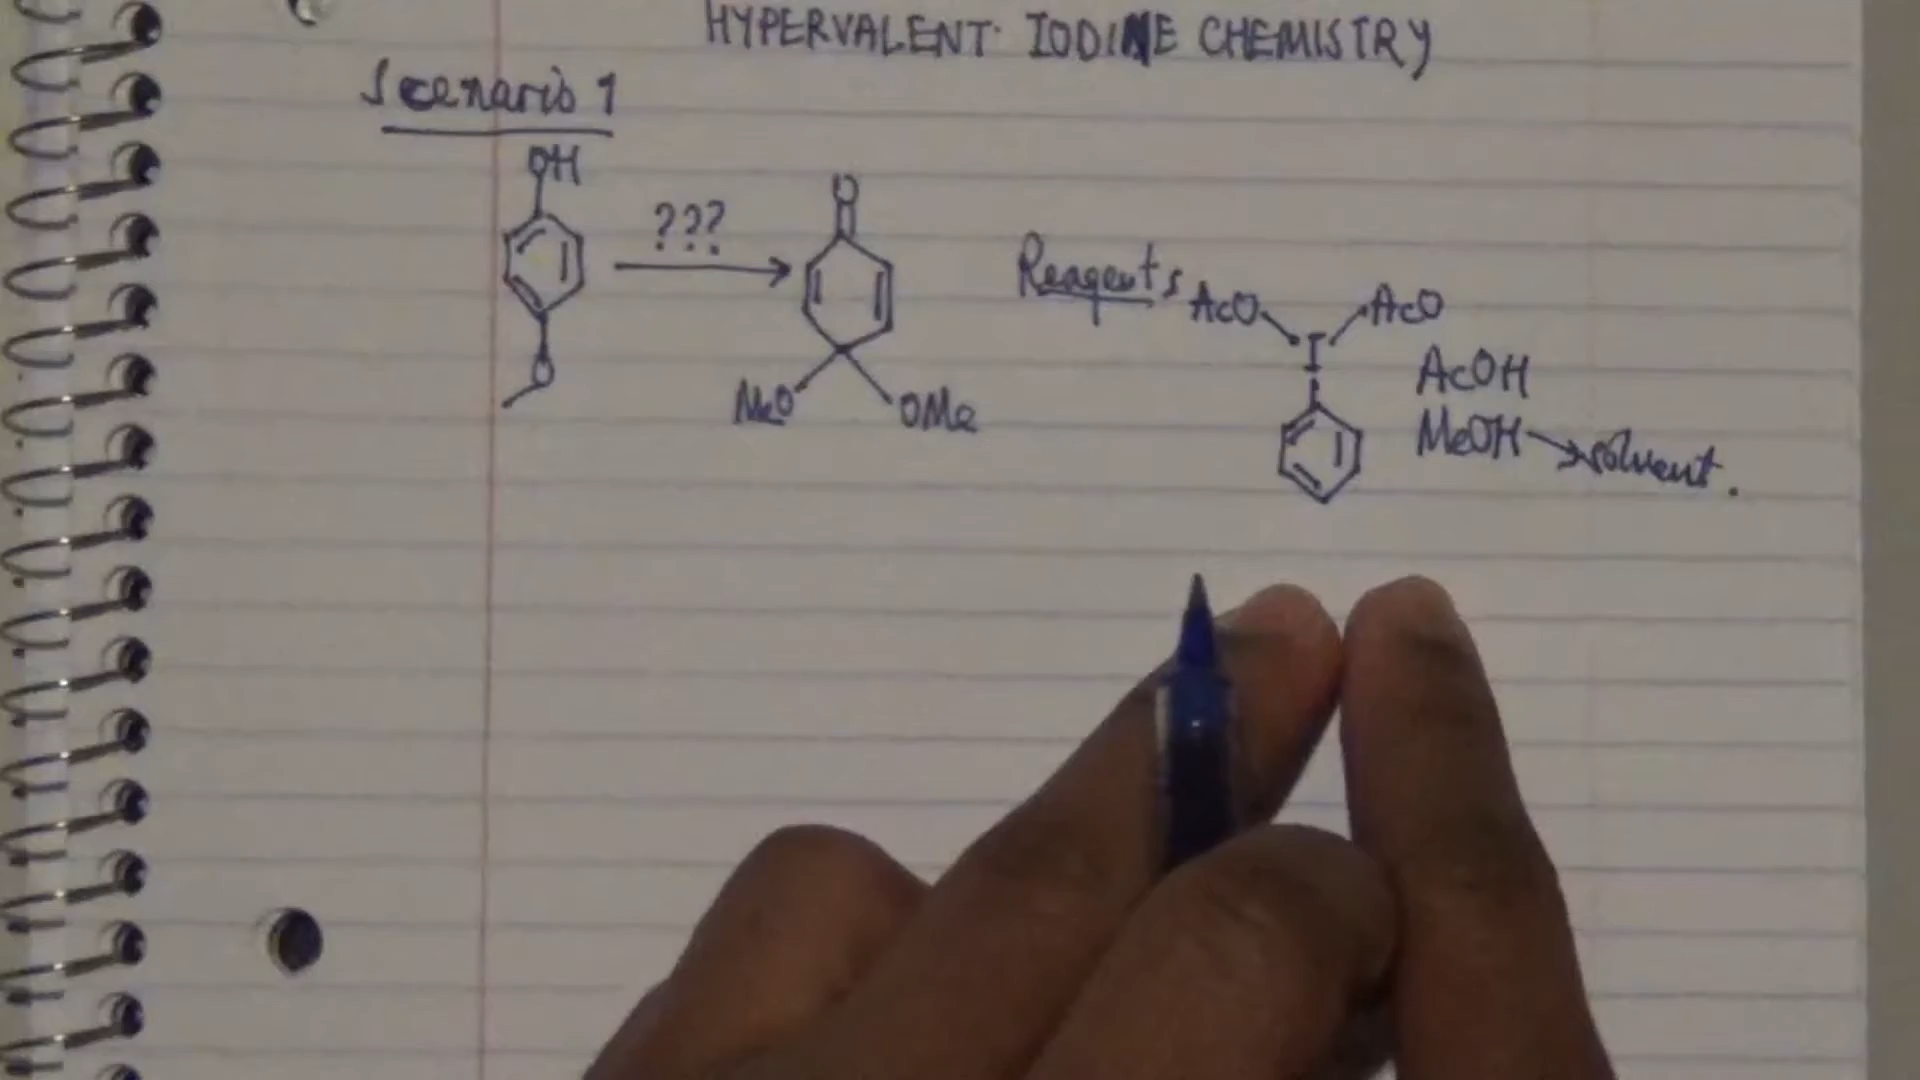 HYPERVALENT IODINE CHEMISTRY
Scenario 1
OH
???
O
O
MeO
OMe
Reagents
AcO
AcO
I
AcOH
MeOH → solvent.